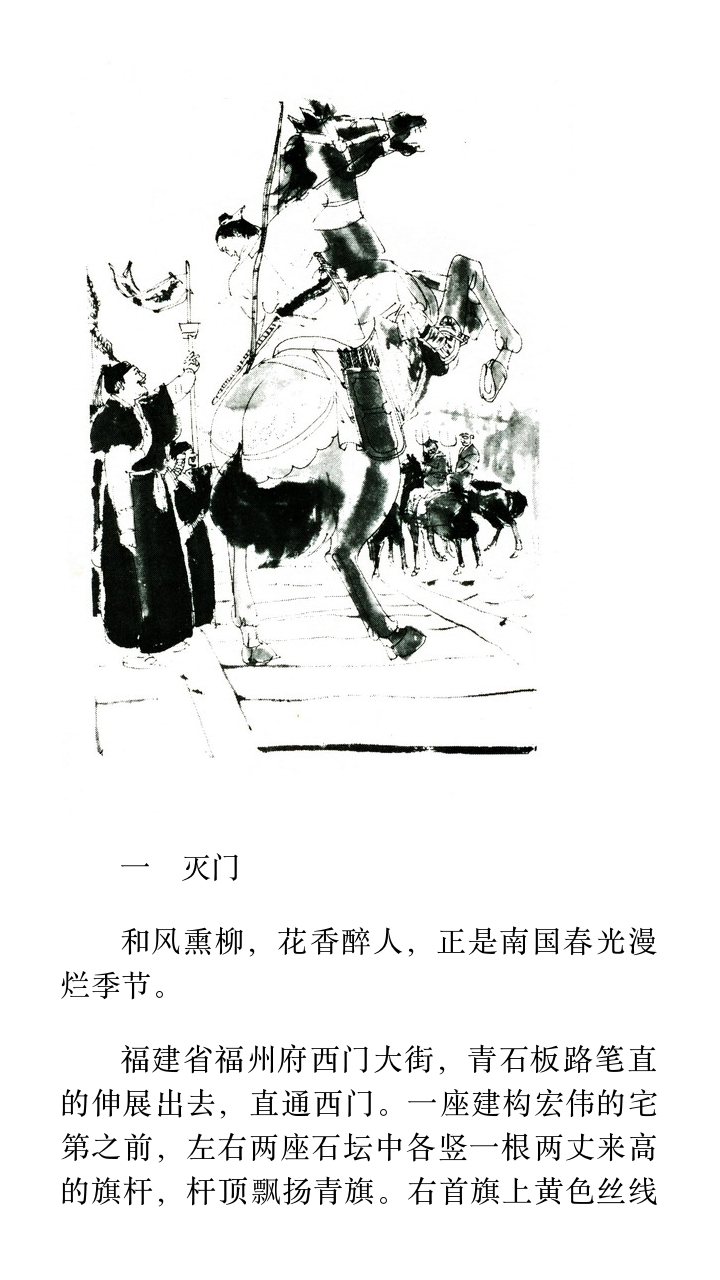 一　灭门
和风熏柳，花香醉人，正是南国春光漫
烂季节。
福建省福州府西门大街，青石板路笔直
的伸展出去，直通西门。一座建构宏伟的宅
第之前，左右两座石坛中各竖一根两丈来高
的旗杆，杆顶飘扬青旗。右首旗上黄色丝线